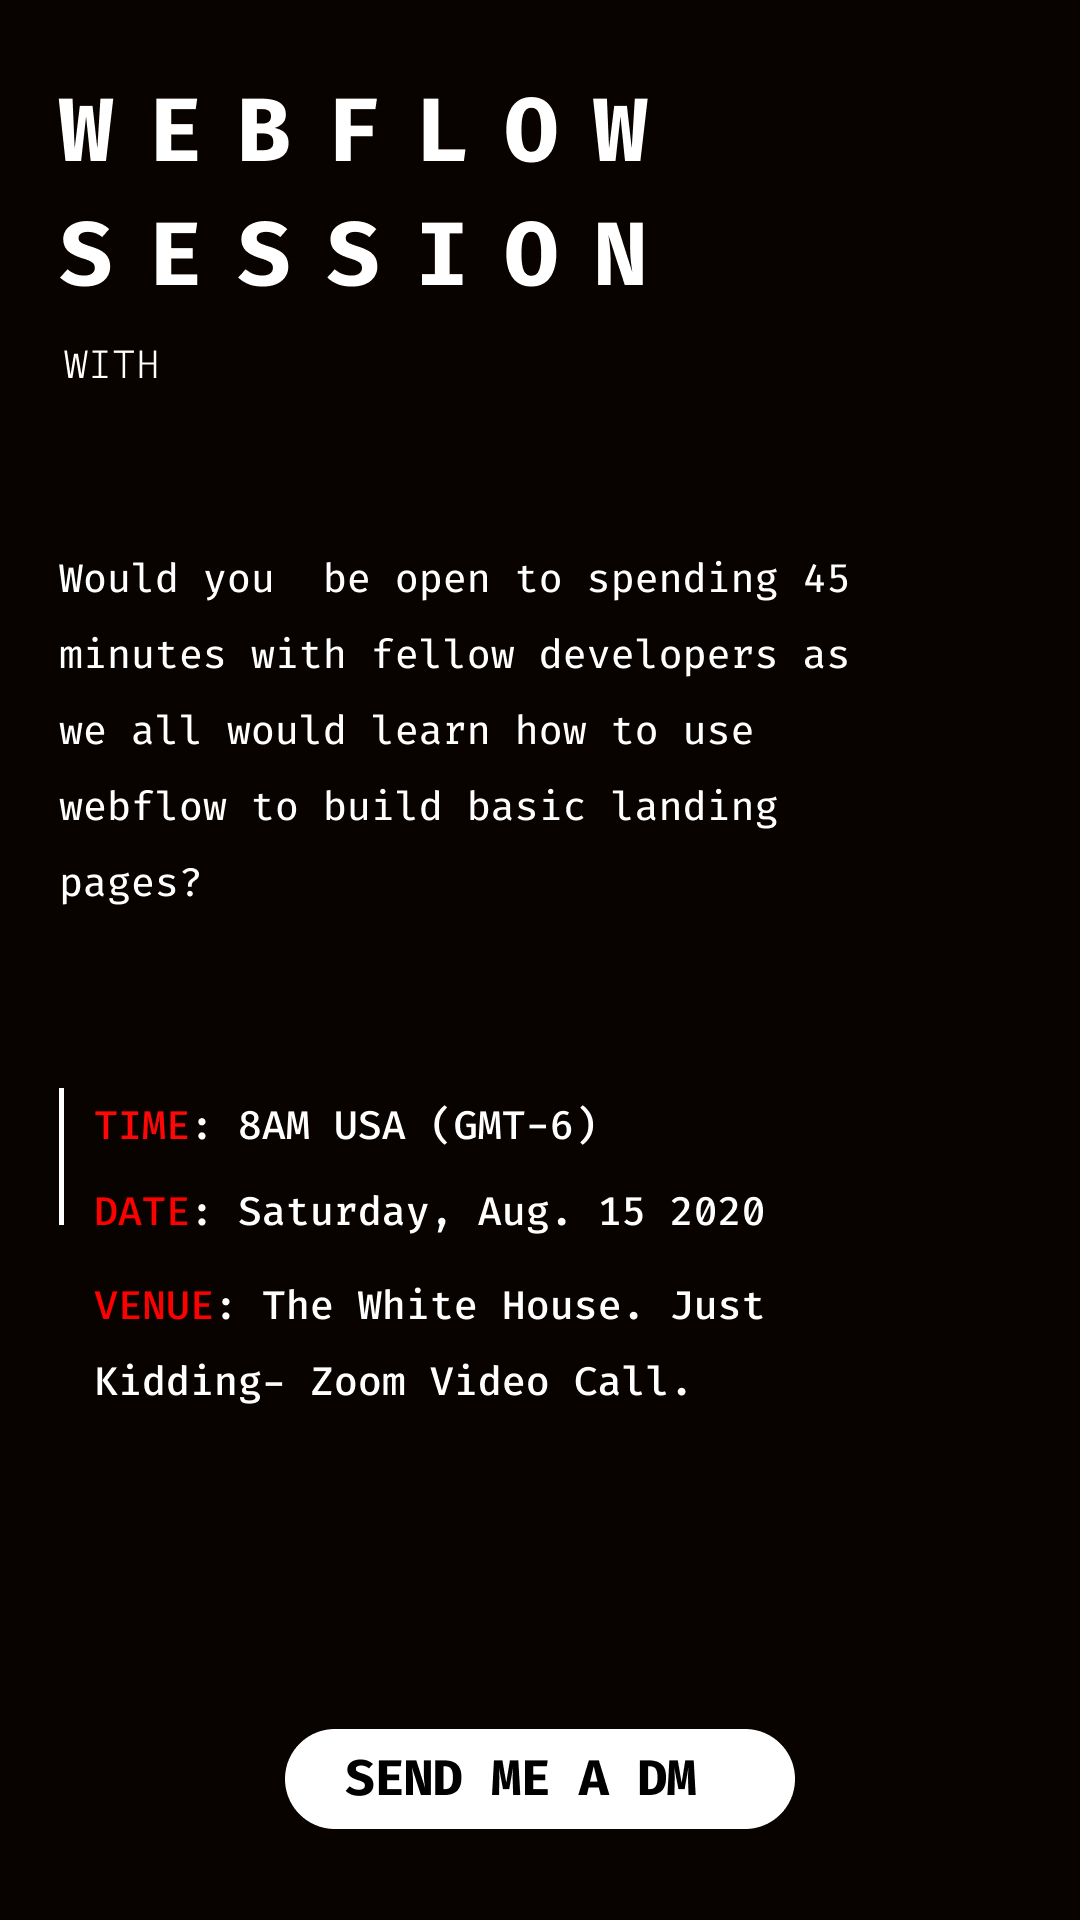 WEBFLOW
SESSION
WITH
Would you  be open to spending 45
minutes with fellow developers as
we all would learn how to use
webflow to build basic landing
pages?
TIME: 8AM USA (GMT-6)
DATE: Saturday, Aug. 15 2020
VENUE: The White House. Just
Kidding- Zoom Video Call.
SEND ME A DM